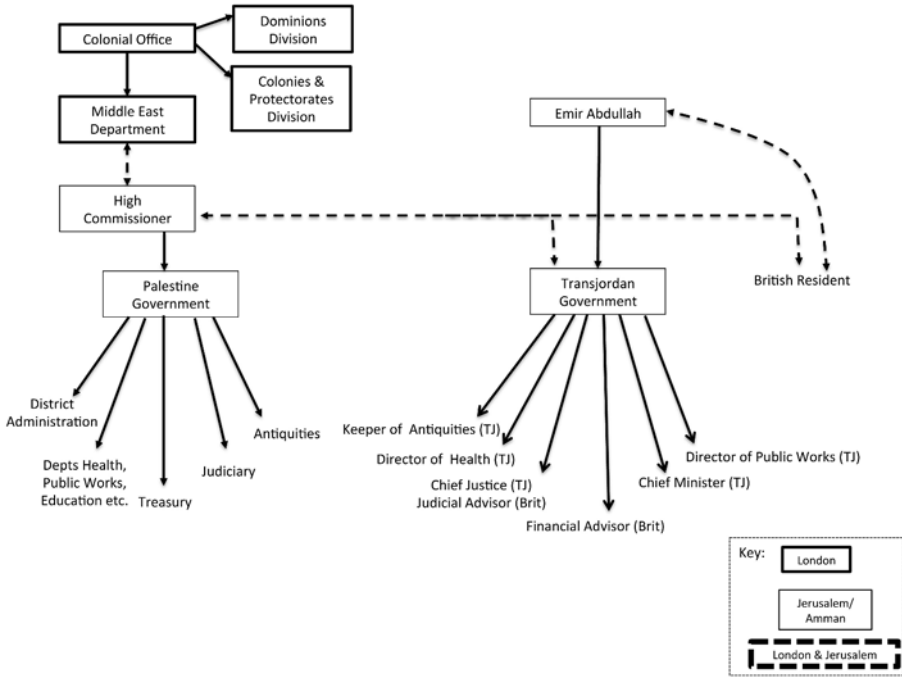 Colonial Office
Dominions
Division
Colonies &
Protectorates
Division
Middle East
Department
High
Commissioner
Palestine
Government
District
Administration
Depts Health,
Public Works,
Education etc.
Treasury
Judiciary
Antiquities
Emir Abdullah
British Resident
Transjordan
Government
Keeper of Antiquities (TJ)
Director of Health (TJ)
Chief Justice (TJ)
Judicial Advisor (Brit)
Financial Advisor (Brit)
Chief Minister (TJ)
Director of Public Works (TJ)
Key:
London
Jerusalem/
Amman
London & Jerusalem